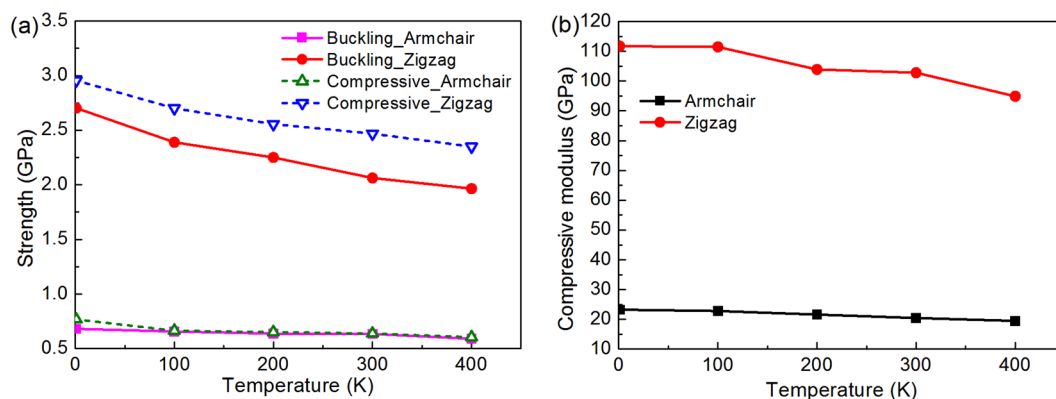 (a)
3.5
3.0
2.5
2.0
1.5
1.0
0.5
Strength (GPa)
Buckling_Armchair
Buckling_Zigzag
Compressive_Armchair
Compressive_Zigzag
0 100 200 300 400
Temperature (K)
(b)
120
110
100
90
80
70
60
50
40
30
20
10
Compressive modulus (GPa)
Armchair
Zigzag
0 100 200 300 400
Temperature (K)